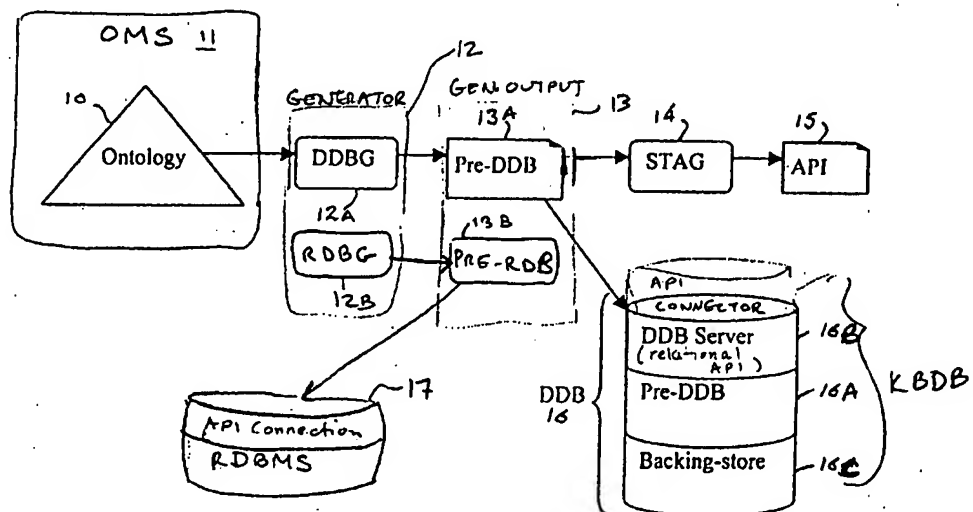 OMS 11
10
Ontology
GENERATOR
12
DDBG
12A
RDBG
12B
GEN OUTPUT
13
13A
Pre-DDB
13B
PRE-RDB
14
STAG
15
API
17
API Connection
RDBMS
API
CONNECTOR
DDB Server
(relational
API)
16B
DDB
16
Pre-DDB
16A
Backing-store
16C
KBDB